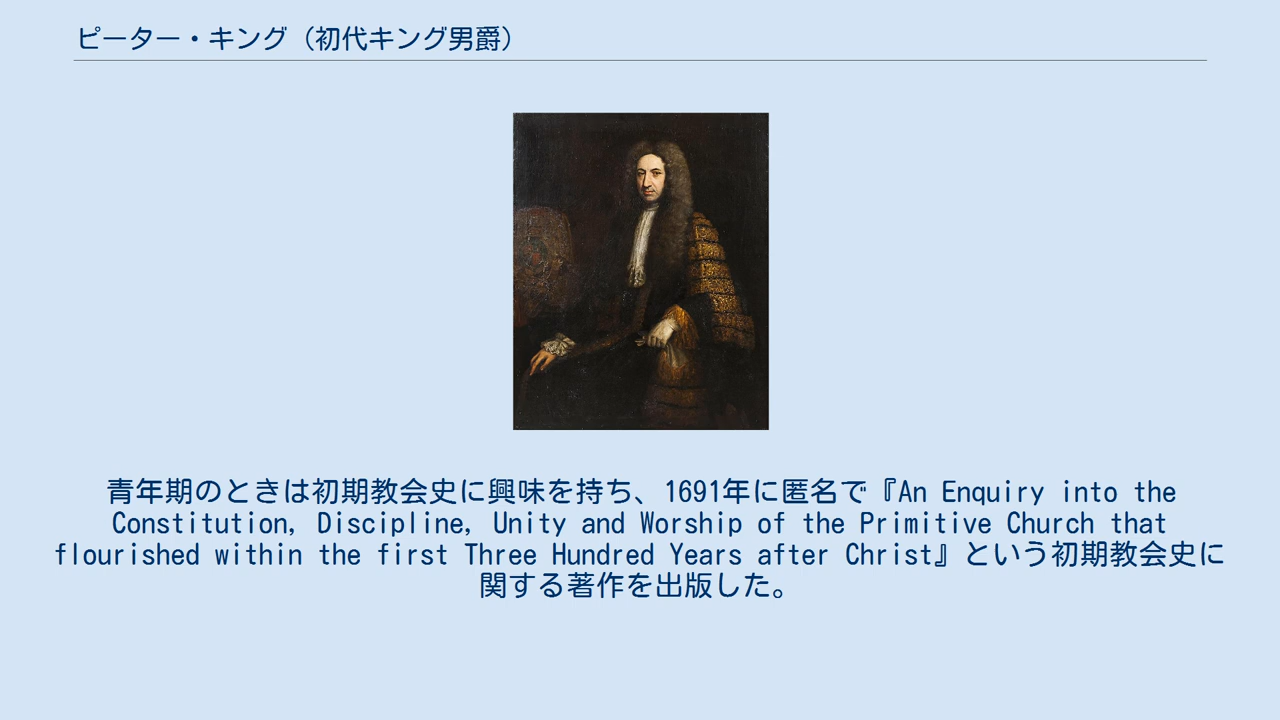 ピーター・キング（初代キング男爵）
青年期のときは初期教会史に興味を持ち、1691年に匿名で『An Enquiry into the
Constitution, Discipline, Unity and Worship of the Primitive Church that
flourished within the first Three Hundred Years after Christ』という初期教会史に
関する著作を出版した。